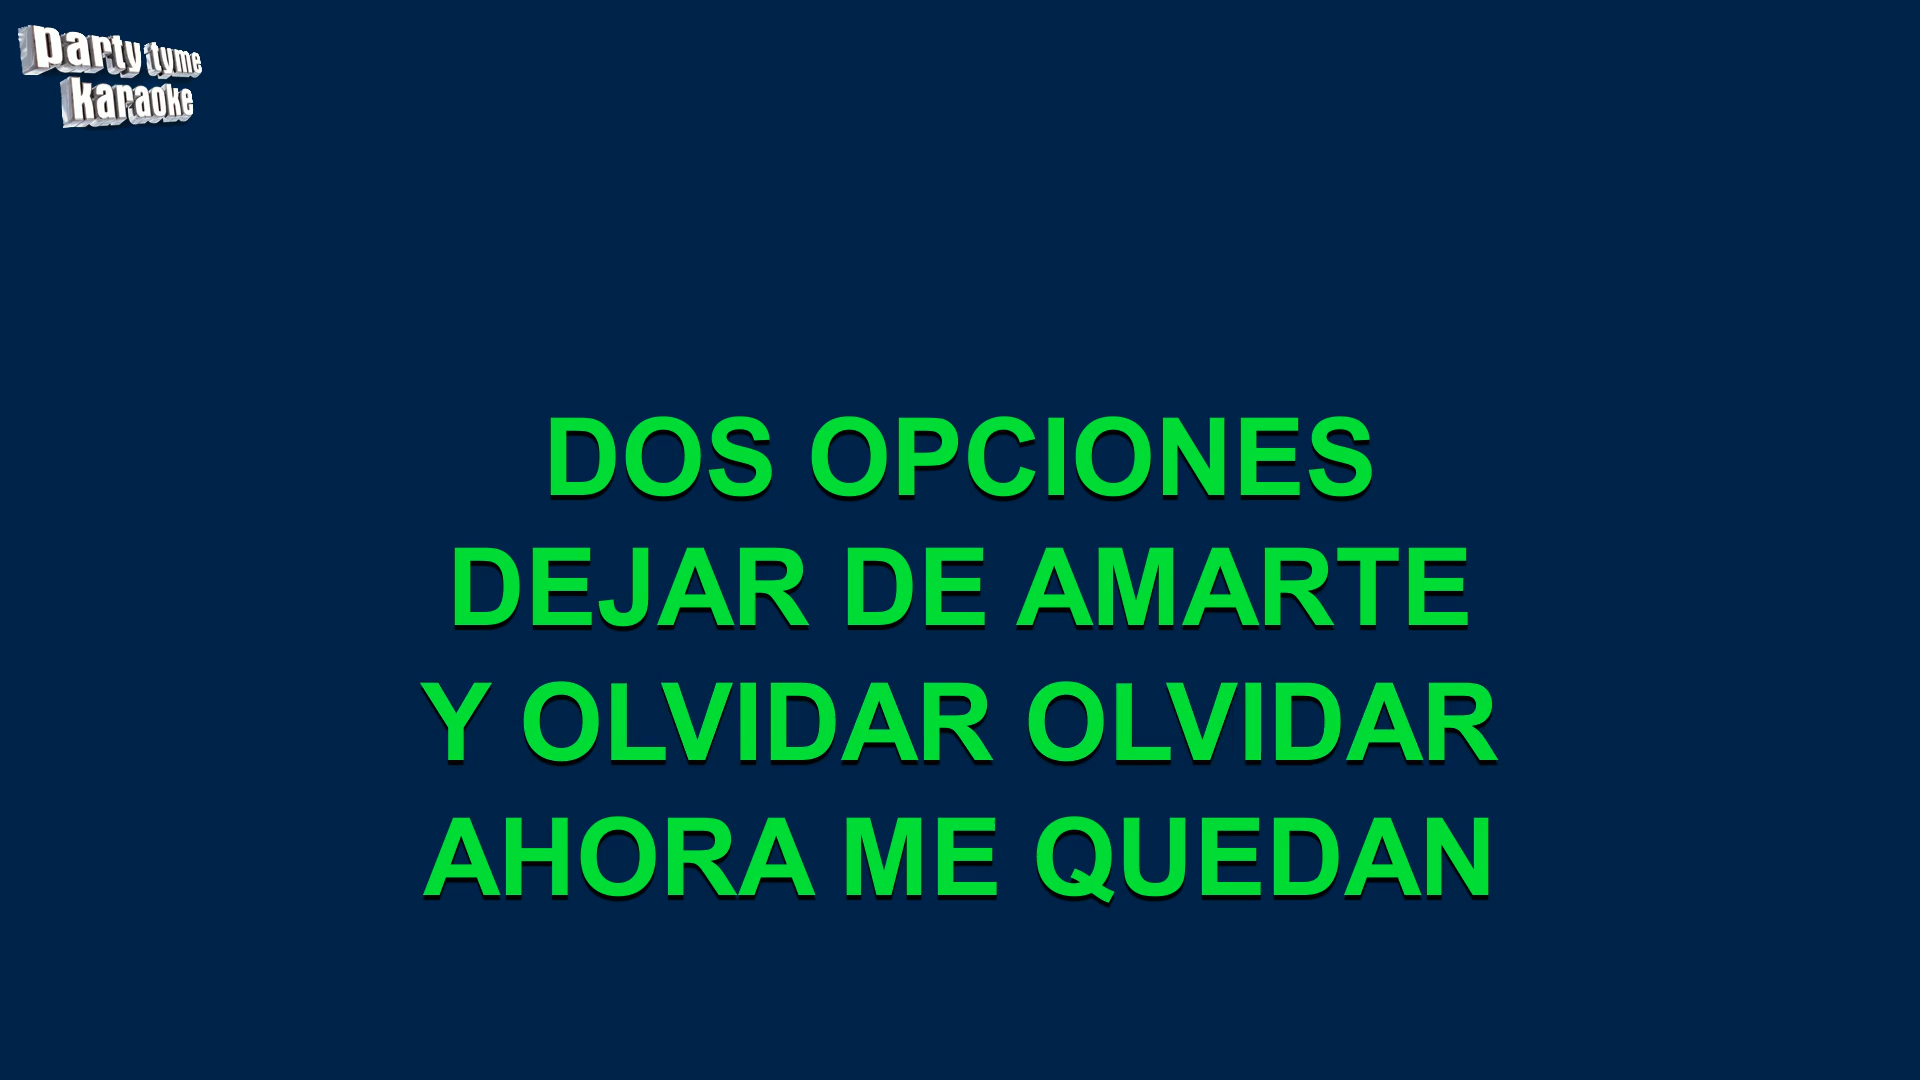 party tyme
karaoke
DOS OPCIONES
DEJAR DE AMARTE
Y OLVIDAR OLVIDAR
AHORA ME QUEDAN